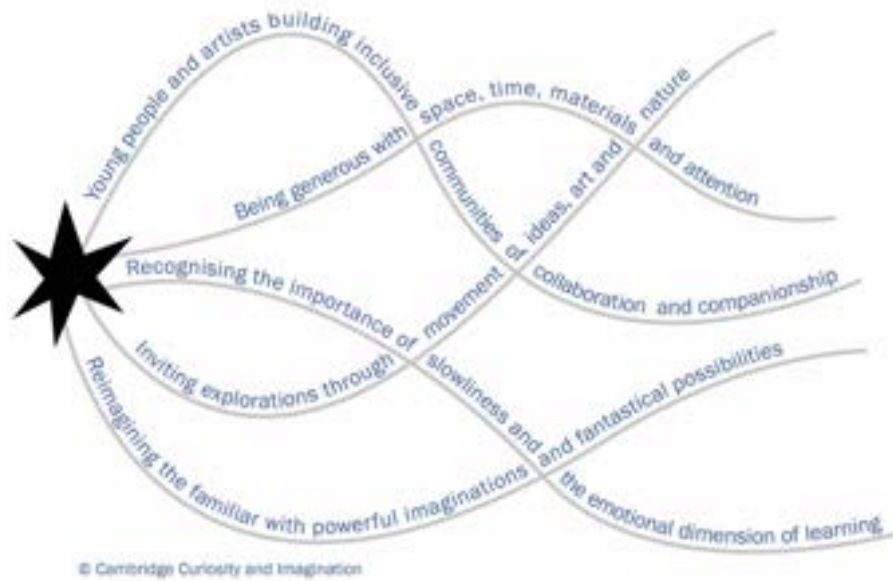 Young people and artists building inclusive communities of collaboration and companionship
Being generous with space, time, materials and attention
Recognising the importance of slowliness and the emotional dimension of learning
Inviting explorations through movement of ideas, art and nature
Reimagining the familiar with powerful imaginations and fantastical possibilities
© Cambridge Curiosity and Imagination